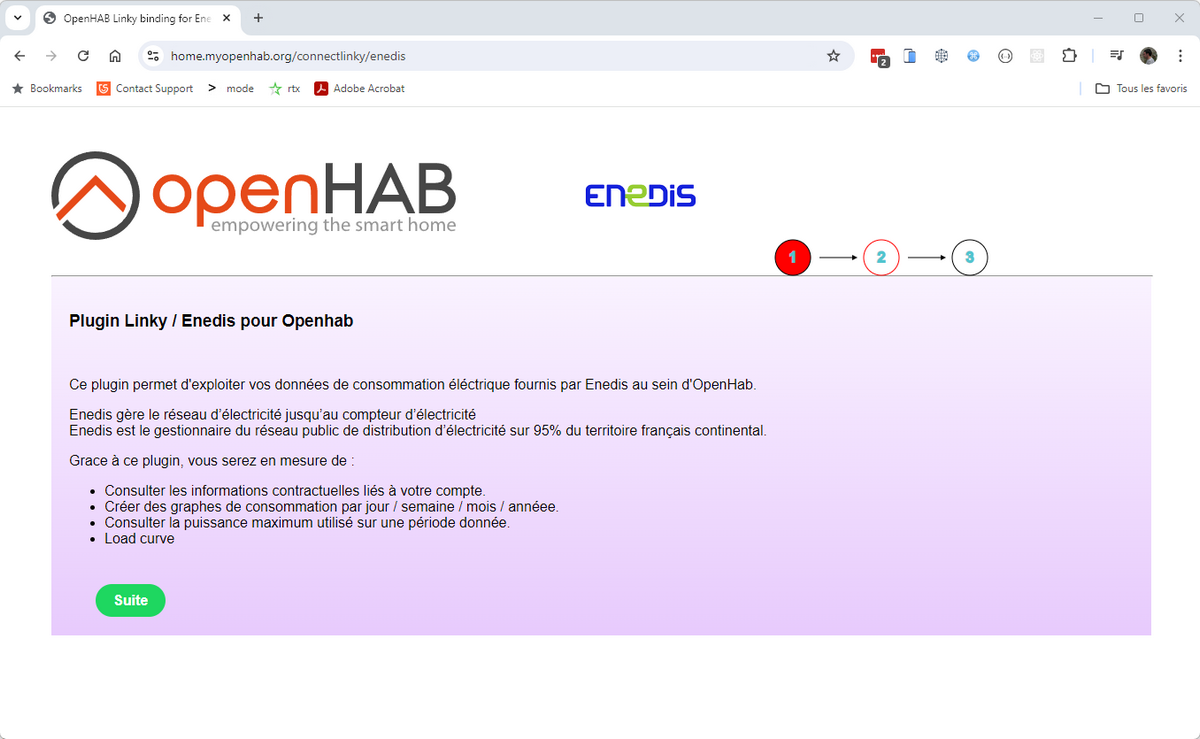 OpenHAB Linky binding for Ene
home.myopenhab.org/connectlinky/enedis
2
Bookmarks
Contact Support
mode
rtx
Adobe Acrobat
Tous les favoris
openHAB
empowering the smart home
ENEDIS
1
2
3
Plugin Linky / Enedis pour Openhab
Ce plugin permet d'exploiter vos données de consommation éléctrique fournis par Enedis au sein d'OpenHab.
Enedis gère le réseau d’électricité jusqu’au compteur d’électricité
Enedis est le gestionnaire du réseau public de distribution d’électricité sur 95% du territoire français continental.
Grace à ce plugin, vous serez en mesure de :
Consulter les informations contractuelles liés à votre compte.
Créer des graphes de consommation par jour / semaine / mois / annéee.
Consulter la puissance maximum utilisé sur une période donnée.
Load curve
Suite